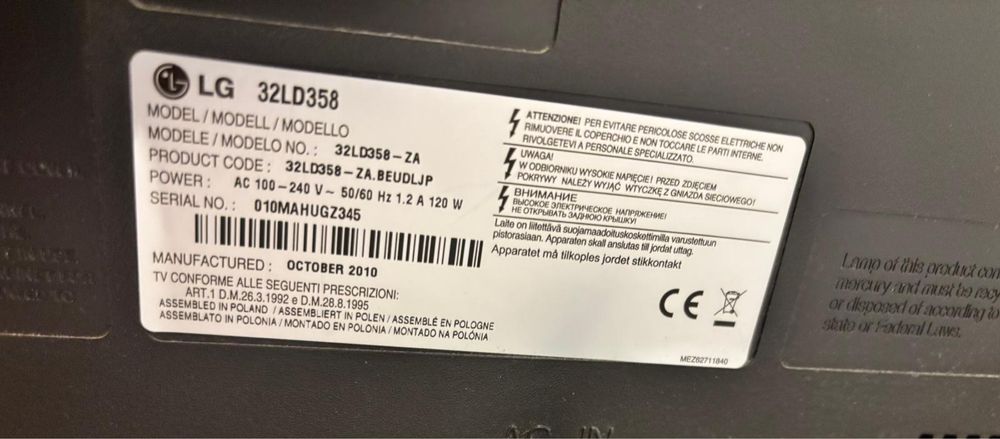 LG 32LD358
MODEL / MODELL / MODELLO
MODELE / MODELO NO. : 32LD358-ZA
PRODUCT CODE : 32LD358-ZA.BEUDLJP
POWER : AC 100-240 V ~ 50/60 Hz 1.2 A 120 W
SERIAL NO. : 010MAHUGZ345
MANUFACTURED : OCTOBER 2010
TV CONFORME ALLE SEGUENTI PRESCRIZIONI:
ART.1 D.M.26.3.1992 e D.M.28.8.1995
ASSEMBLED IN POLAND / ASSEMBLIERT IN POLEN / ASSEMBLÉ EN POLOGNE
ASSEMBLATO IN POLONIA / MONTADO EN POLONIA / MONTADO NA POLÓNIA
ATTENZIONE! PER EVITARE PERICOLOSE SCOSSE ELETTRICHE NON
RIMUOVERE IL COPERCHIO E NON TOCCARE LE PARTI INTERNE.
RIVOLGETEVI A PERSONALE SPECIALIZZATO.
UWAGA!
W ODBIORNIKU WYSOKIE NAPIĘCIE! PRZED ZDJĘCIEM
POKRYWY NALEŻY WYJĄĆ WTYCZKĘ Z GNIAZDA SIECIOWEGO!
ВНИМАНИЕ
ВЫСОКОЕ ЭЛЕКТРИЧЕСКОЕ НАПРЯЖЕНИЕ!
НЕ ОТКРЫВАТЬ ЗАДНЮЮ КРЫШКУ!
Laite on liitettävä suojamaadoituskoskettimilla varustettuun
pistorasiaan. Apparaten skall anslutas till jordat uttag.
Apparatet må tilkoples jordet stikkontakt
CE
MEZ62711840
Lamp of this product con
mercury and must be recy
or disposed of according to
state or Federal Laws.